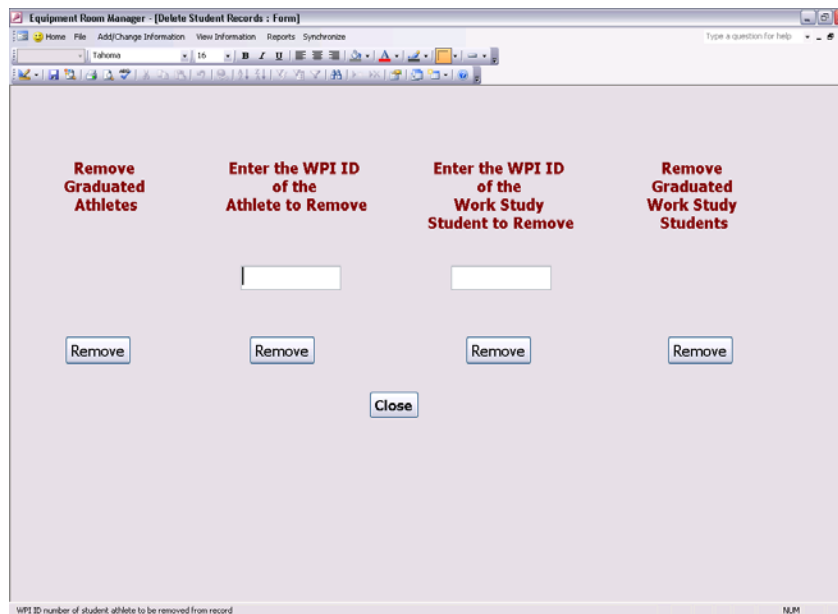 Equipment Room Manager - [Delete Student Records : Form]
Home File Add/Change Information View Information Reports Synchronize Type a question for help
Tahoma 16 B I U
Remove
Graduated
Athletes
Enter the WPI ID
of the
Athlete to Remove
Enter the WPI ID
of the
Work Study
Student to Remove
Remove
Graduated
Work Study
Students
Remove Remove Remove Remove
Close
WPI ID number of student athlete to be removed from record NUM